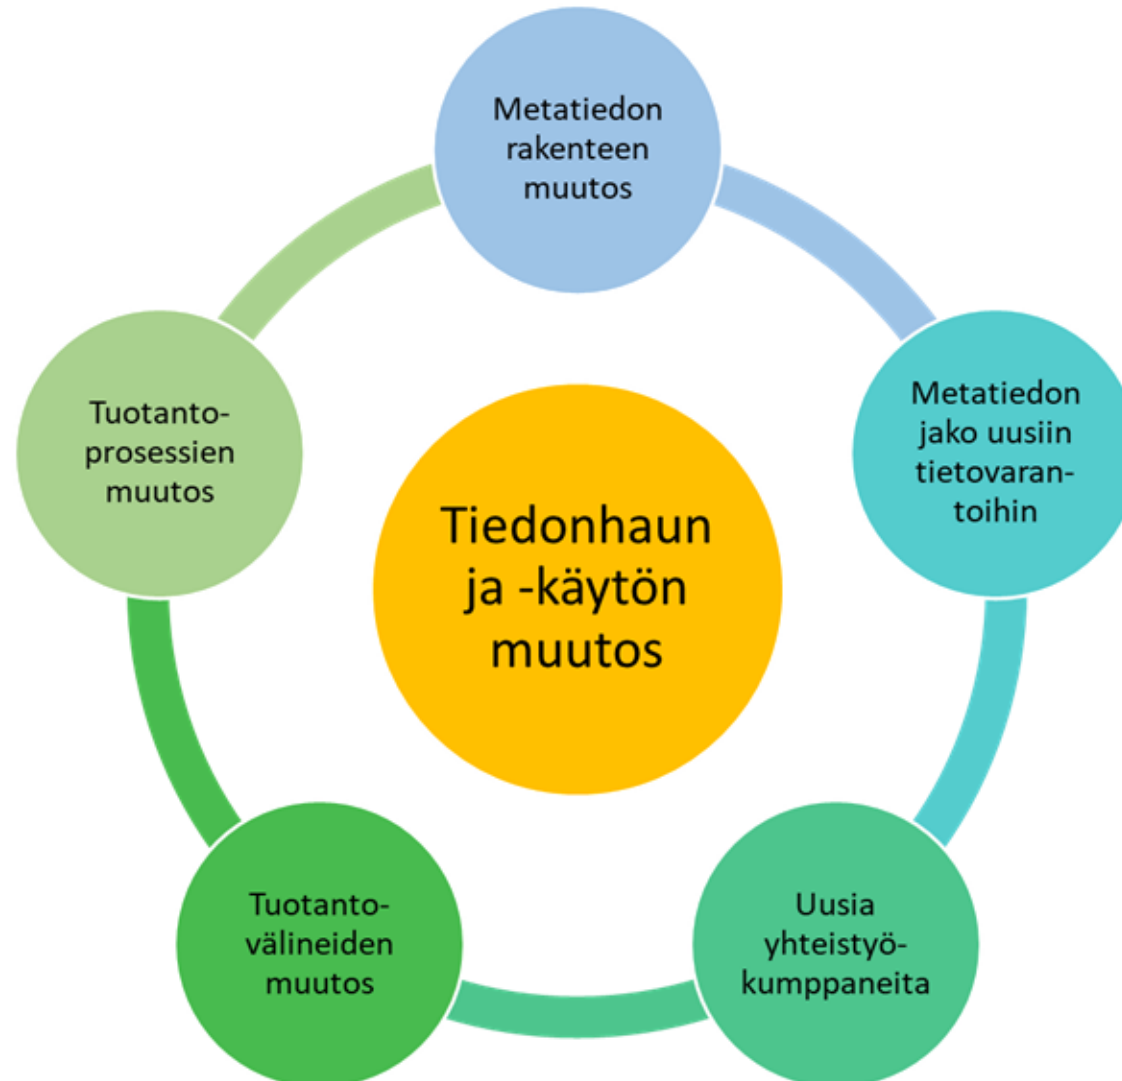 Metatiedon
rakenteen
muutos
Metatiedon
jako uusiin
tietovaran-
toihin
Uusia
yhteistyö-
kumppaneita
Tuotanto-
välineiden
muutos
Tuotanto-
prosessien
muutos
Tiedonhaun
ja -käytön
muutos